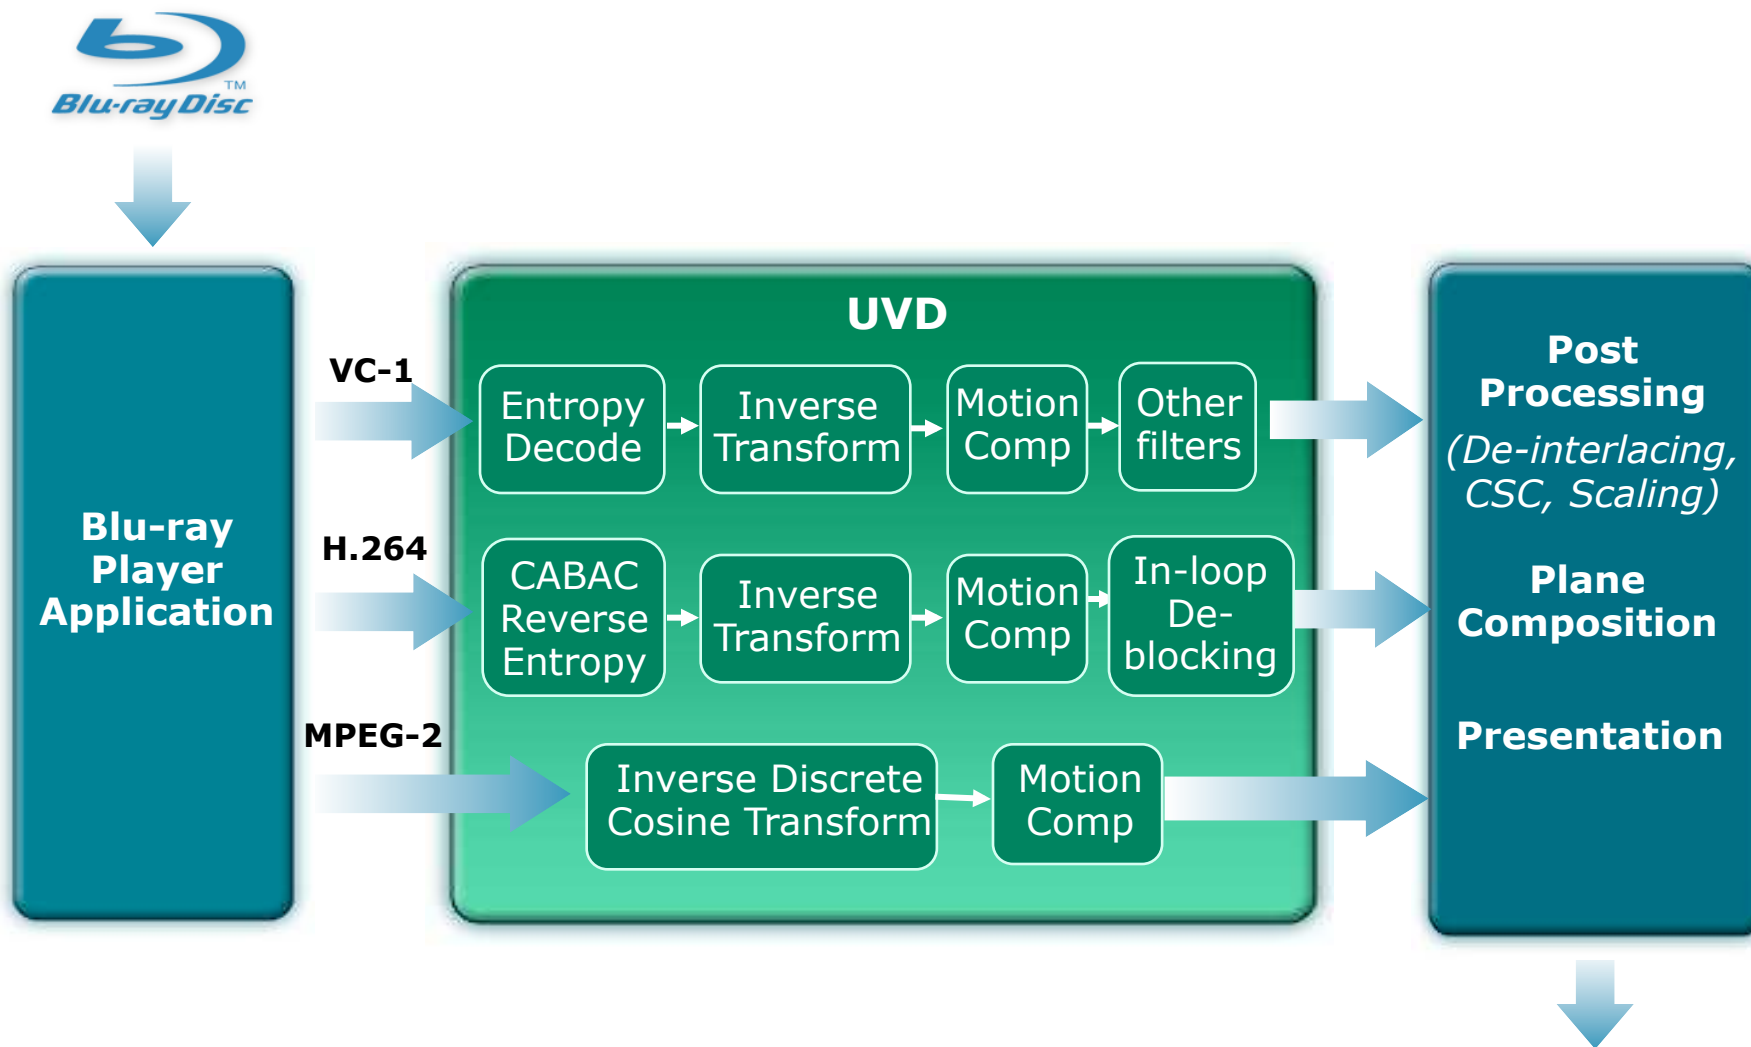 TM
Blu-ray Disc
Blu-ray
Player
Application
VC-1
H.264
MPEG-2
UVD
Entropy
Decode
Inverse
Transform
Motion
Comp
Other
filters
CABAC
Reverse
Entropy
Inverse
Transform
Motion
Comp
In-loop
De-
blocking
Inverse Discrete
Cosine Transform
Motion
Comp
Post
Processing
(De-interlacing,
CSC, Scaling)
Plane
Composition
Presentation